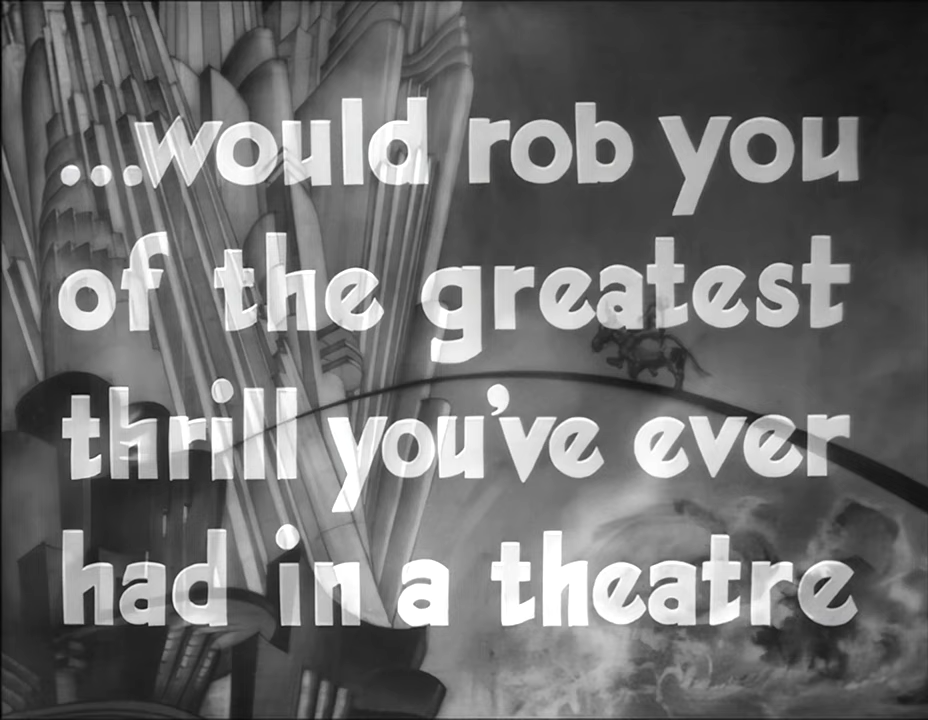 ...would rob you
of the greatest
thrill you've ever
had in a theatre